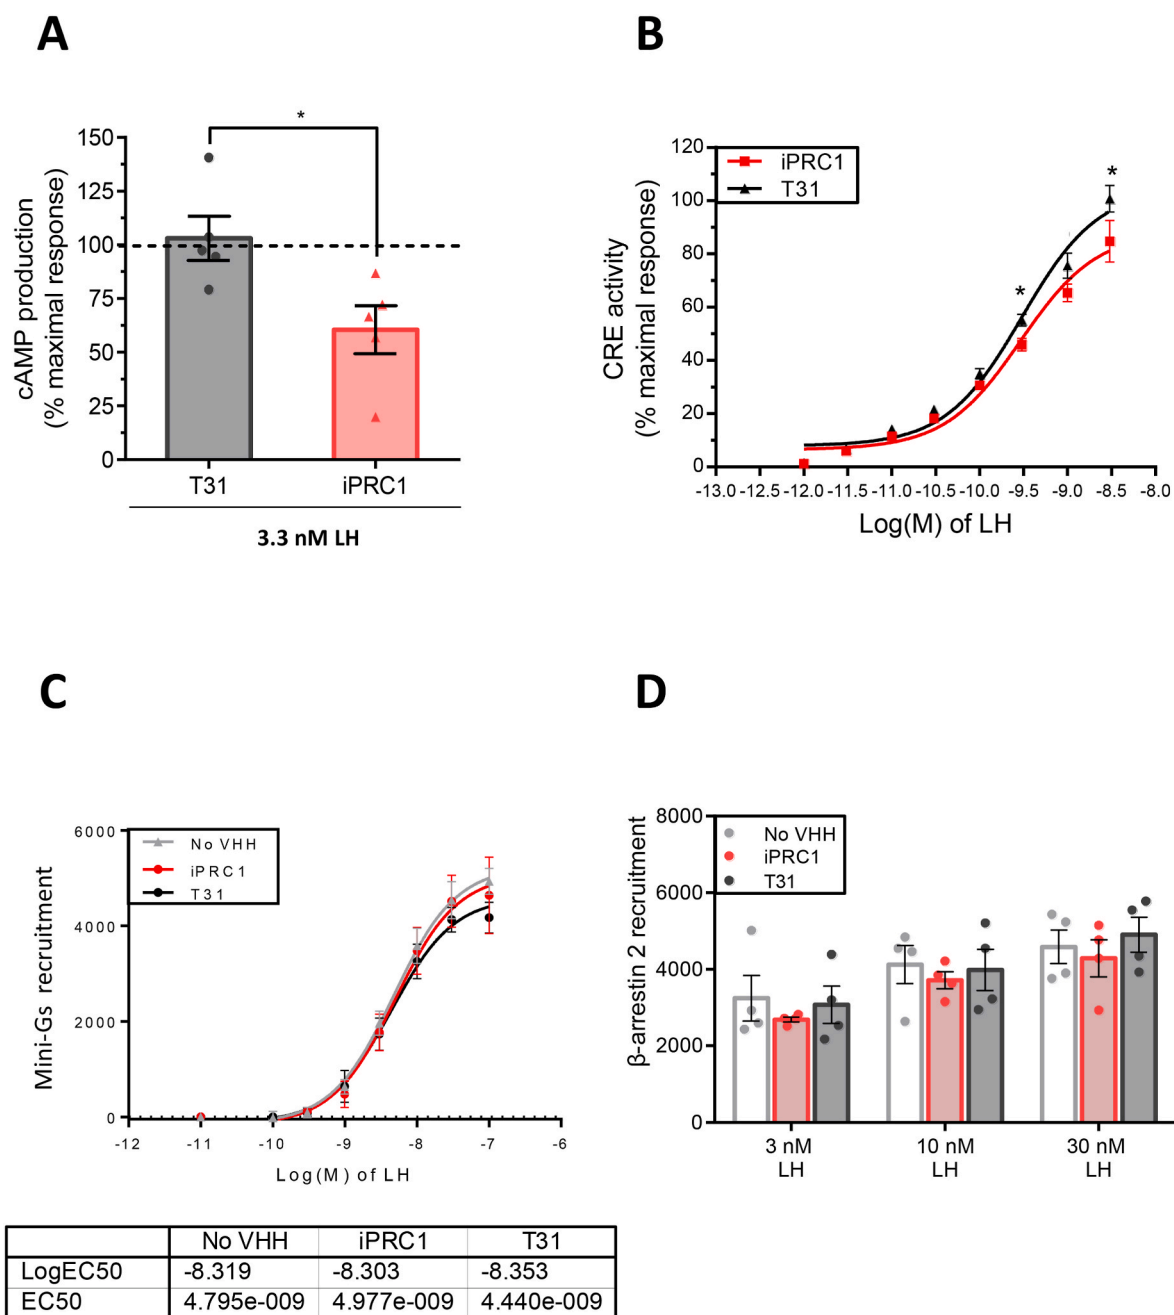 A
cAMP production
(% maximal response)
150
125
100
75
50
25
0
*
T31
iPRC1
3.3 nM LH
B
CRE activity
(% maximal response)
120
100
80
60
40
20
0
iPRC1
T31
*
*
-13.0 -12.5 -12.0 -11.5 -11.0 -10.5 -10.0 -9.5 -9.0 -8.5 -8.0
Log(M) of LH
C
Mini-Gs recruitment
6000
4000
2000
0
No VHH
iPRC1
T31
-12 -11 -10 -9 -8 -7 -6
Log(M) of LH
No VHH iPRC1 T31
LogEC50 -8.319 -8.303 -8.353
EC50 4.795e-009 4.977e-009 4.440e-009
D
β-arrestin 2 recruitment
8000
6000
4000
2000
0
No VHH
iPRC1
T31
3 nM 10 nM 30 nM
LH LH LH